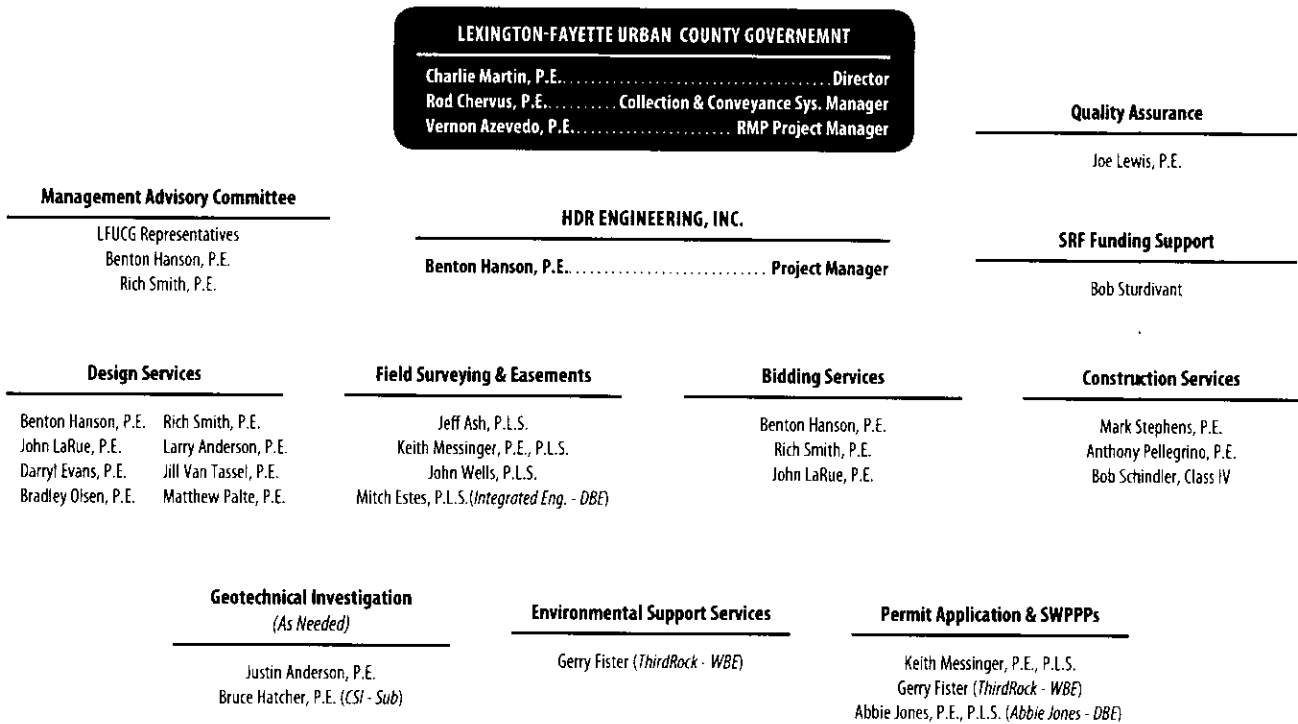 LEXINGTON-FAYETTE URBAN COUNTY GOVERNEMNT
Charlie Martin, P.E. Director
Rod Chervus, P.E. Collection & Conveyance Sys. Manager
Vernon Azevedo, P.E. RMP Project Manager
Quality Assurance
Joe Lewis, P.E.
Management Advisory Committee
LFUCG Representatives
Benton Hanson, P.E.
Rich Smith, P.E.
HDR ENGINEERING, INC.
Benton Hanson, P.E. Project Manager
SRF Funding Support
Bob Sturdivant
Design Services
Benton Hanson, P.E. Rich Smith, P.E.
John LaRue, P.E. Larry Anderson, P.E.
Darryl Evans, P.E. Jill Van Tassel, P.E.
Bradley Olsen, P.E. Matthew Palte, P.E.
Field Surveying & Easements
Jeff Ash, P.L.S.
Keith Messinger, P.E., P.L.S.
John Wells, P.L.S.
Mitch Estes, P.L.S.(Integrated Eng. - DBE)
Bidding Services
Benton Hanson, P.E.
Rich Smith, P.E.
John LaRue, P.E.
Construction Services
Mark Stephens, P.E.
Anthony Pellegrino, P.E.
Bob Schindler, Class IV
Geotechnical Investigation
(As Needed)
Justin Anderson, P.E.
Bruce Hatcher, P.E. (CSI - Sub)
Environmental Support Services
Gerry Fister (ThirdRock - WBE)
Permit Application & SWPPPs
Keith Messinger, P.E., P.L.S.
Gerry Fister (ThirdRock - WBE)
Abbie Jones, P.E., P.L.S. (Abbie Jones - DBE)